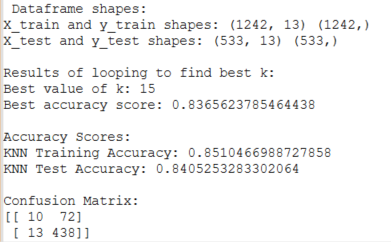 Dataframe shapes:
X_train and y_train shapes: (1242, 13) (1242,)
X_test and y_test shapes: (533, 13) (533,)
Results of looping to find best k:
Best value of k: 15
Best accuracy score: 0.8365623785464438
Accuracy Scores:
KNN Training Accuracy: 0.8510466988727858
KNN Test Accuracy: 0.8405253283302064
Confusion Matrix:
[[ 10  72]
 [ 13 438]]